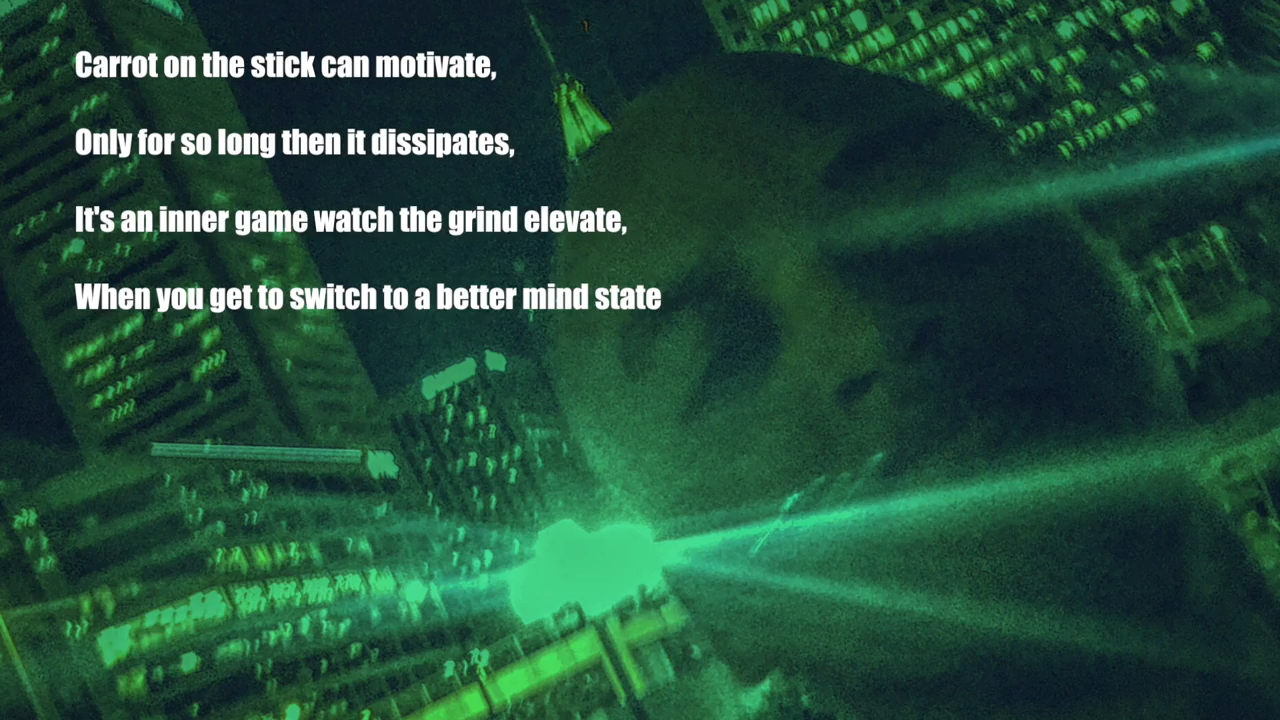 Carrot on the stick can motivate,
Only for so long then it dissipates,
It's an inner game watch the grind elevate,
When you get to switch to a better mind state